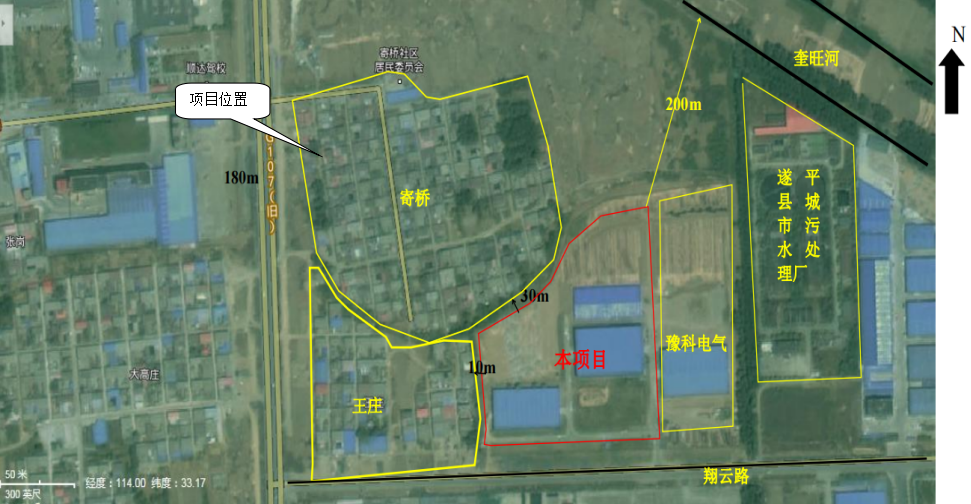 N
奎旺河
寄桥社区
居民委员会
顺达驾校
项目位置
200m
180m
G107(旧)
寄桥
遂 平
县 城
市 污
水 处
理厂
张岗
30m
豫科电气
本项目
10m
大高庄
王庄
50 米
300 英尺
经度：114.00 纬度：33.17
翔云路